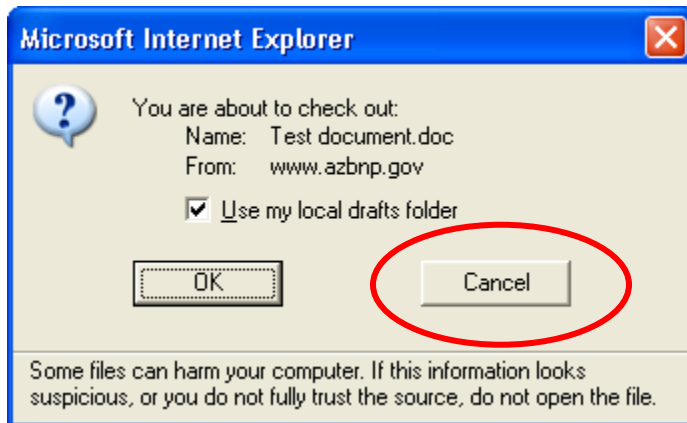 Microsoft Internet Explorer
You are about to check out:
Name: Test document.doc
From: www.azbnp.gov
Use my local drafts folder
OK Cancel
Some files can harm your computer. If this information looks
suspicious, or you do not fully trust the source, do not open the file.